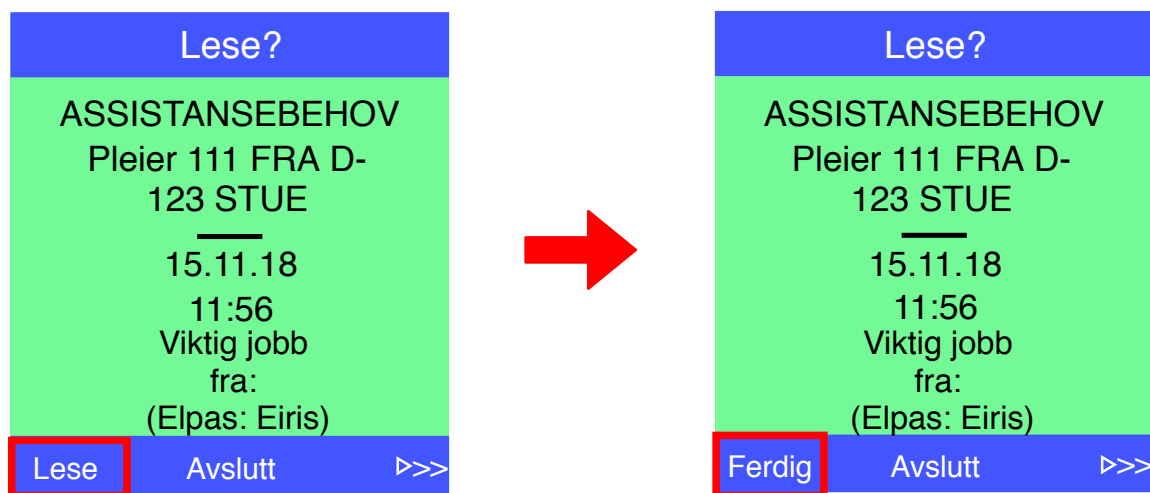 Lese?
ASSISTANSEBEHOV
Pleier 111 FRA D-
123 STUE
15.11.18
11:56
Viktig jobb
fra:
(Elpas: Eiris)
Lese Avslutt ▷>>
Lese?
ASSISTANSEBEHOV
Pleier 111 FRA D-
123 STUE
15.11.18
11:56
Viktig jobb
fra:
(Elpas: Eiris)
Ferdig Avslutt ▷>>